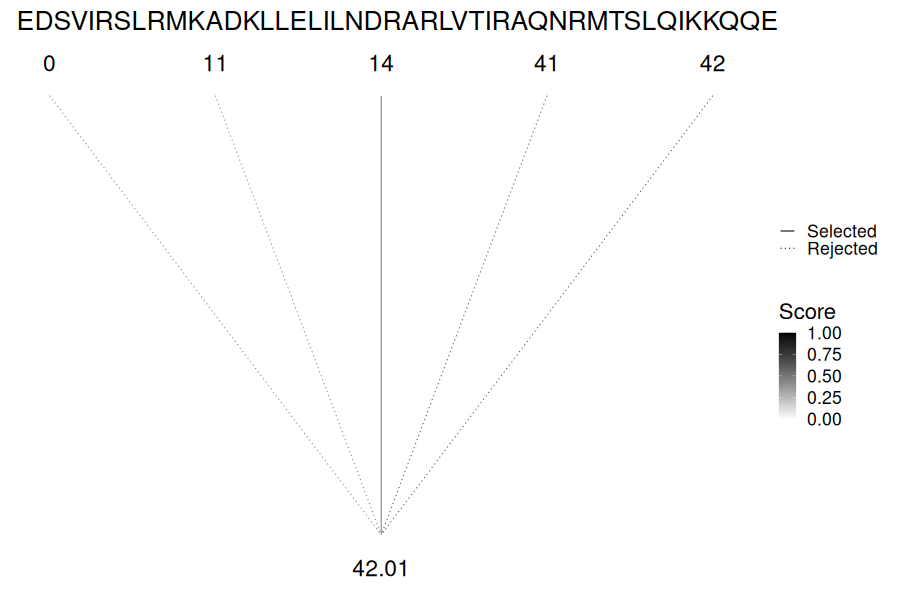 EDSVIRSLRMKADKLLELILNDRARLVTIRAQNRMTSLQIKKQQE
0 11 14 41 42
Selected
Rejected
Score
1.00
0.75
0.50
0.25
0.00
42.01